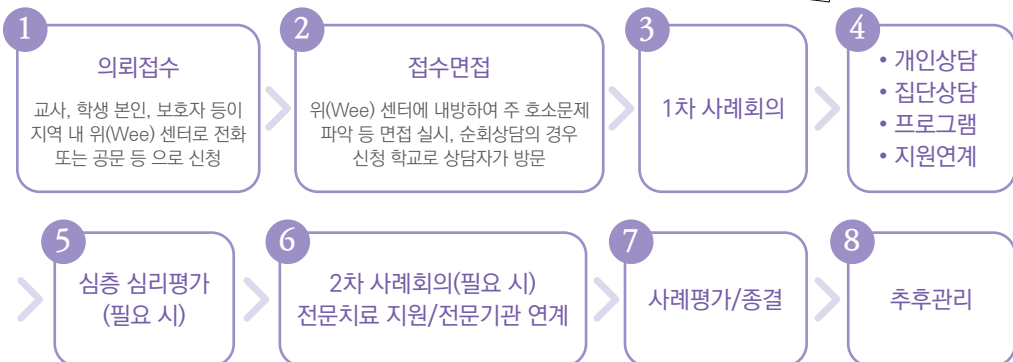 1
의뢰접수
교사, 학생 본인, 보호자 등이
지역 내 위(Wee) 센터로 전화
또는 공문 등 으로 신청
2
접수면접
위(Wee) 센터에 내방하여 주 호소문제
파악 등 면접 실시, 순회상담의 경우
신청 학교로 상담자가 방문
3
1차 사례회의
4
• 개인상담
• 집단상담
• 프로그램
• 지원연계
5
심층 심리평가
(필요 시)
6
2차 사례회의(필요 시)
전문치료 지원/전문기관 연계
7
사례평가/종결
8
추후관리